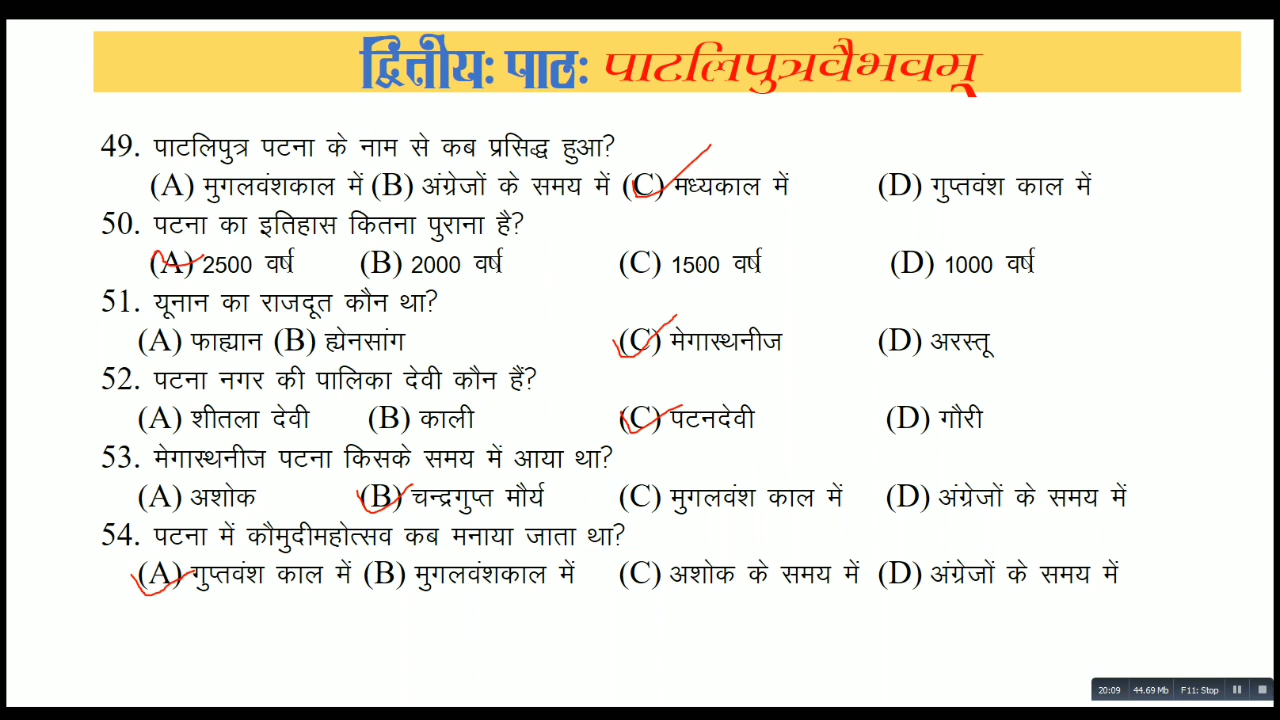 द्वितीयः पाठः पाटलिपुत्रवैभवम्
49. पाटलिपुत्र पटना के नाम से कब प्रसिद्ध हुआ?
(A) मुगलवंशकाल में (B) अंग्रेजों के समय में (C) मध्यकाल में (D) गुप्तवंश काल में
50. पटना का इतिहास कितना पुराना है?
(A) 2500 वर्ष (B) 2000 वर्ष (C) 1500 वर्ष (D) 1000 वर्ष
51. यूनान का राजदूत कौन था?
(A) फाह्यान (B) ह्येनसांग (C) मेगास्थनीज (D) अरस्तू
52. पटना नगर की पालिका देवी कौन हैं?
(A) शीतला देवी (B) काली (C) पटनदेवी (D) गौरी
53. मेगास्थनीज पटना किसके समय में आया था?
(A) अशोक (B) चन्द्रगुप्त मौर्य (C) मुगलवंश काल में (D) अंग्रेजों के समय में
54. पटना में कौमुदीमहोत्सव कब मनाया जाता था?
(A) गुप्तवंश काल में (B) मुगलवंशकाल में (C) अशोक के समय में (D) अंग्रेजों के समय में
20:09 44.69 Mb F11: Stop